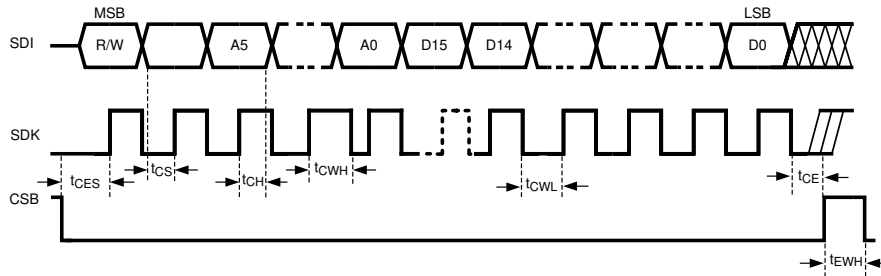 MSB LSB
SDI R/W A5 A0 D15 D14 D0
SDK
tCES tCS tCH tCWH tCWL tCE
CSB
tEWH